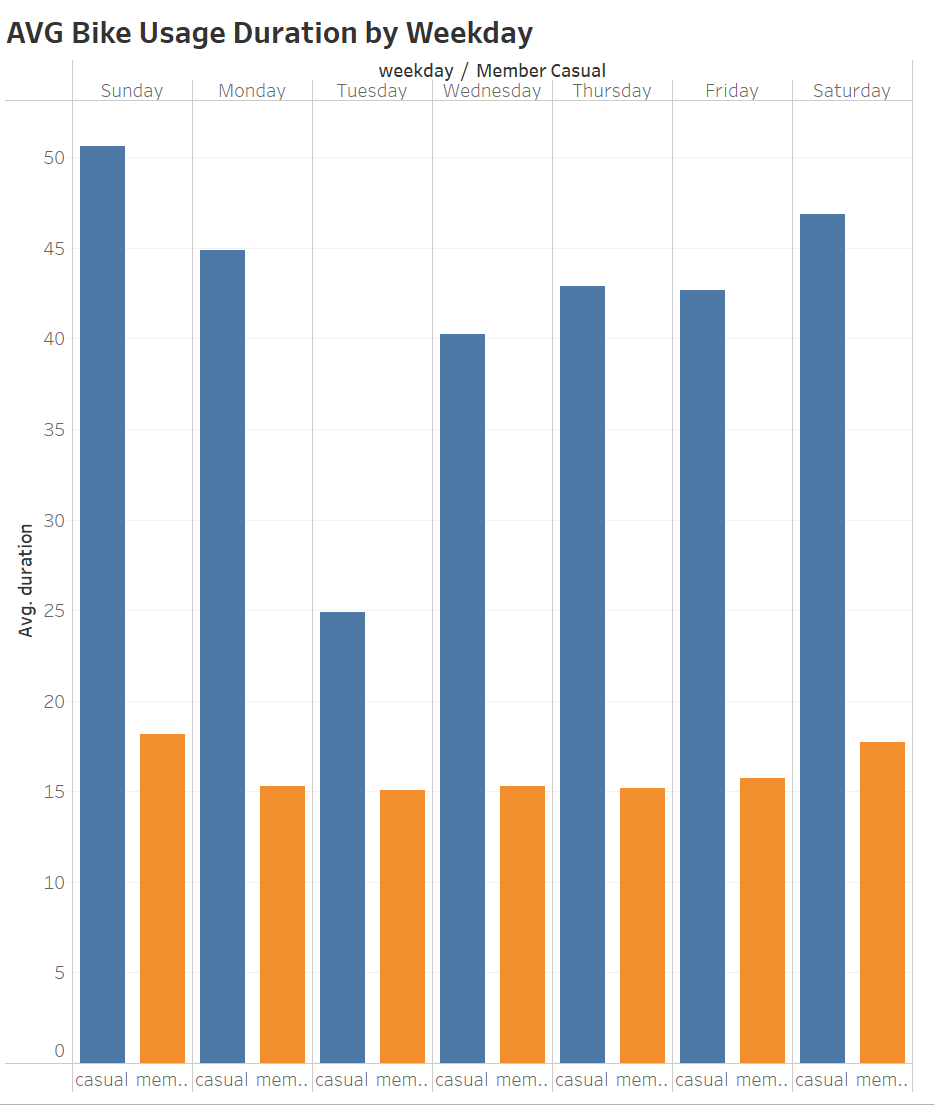 AVG Bike Usage Duration by Weekday
weekday / Member Casual
Sunday Monday Tuesday Wednesday Thursday Friday Saturday
50
45
40
35
30
25
20
15
10
5
0
Avg. duration
casual mem.. casual mem.. casual mem.. casual mem.. casual mem.. casual mem.. casual mem..